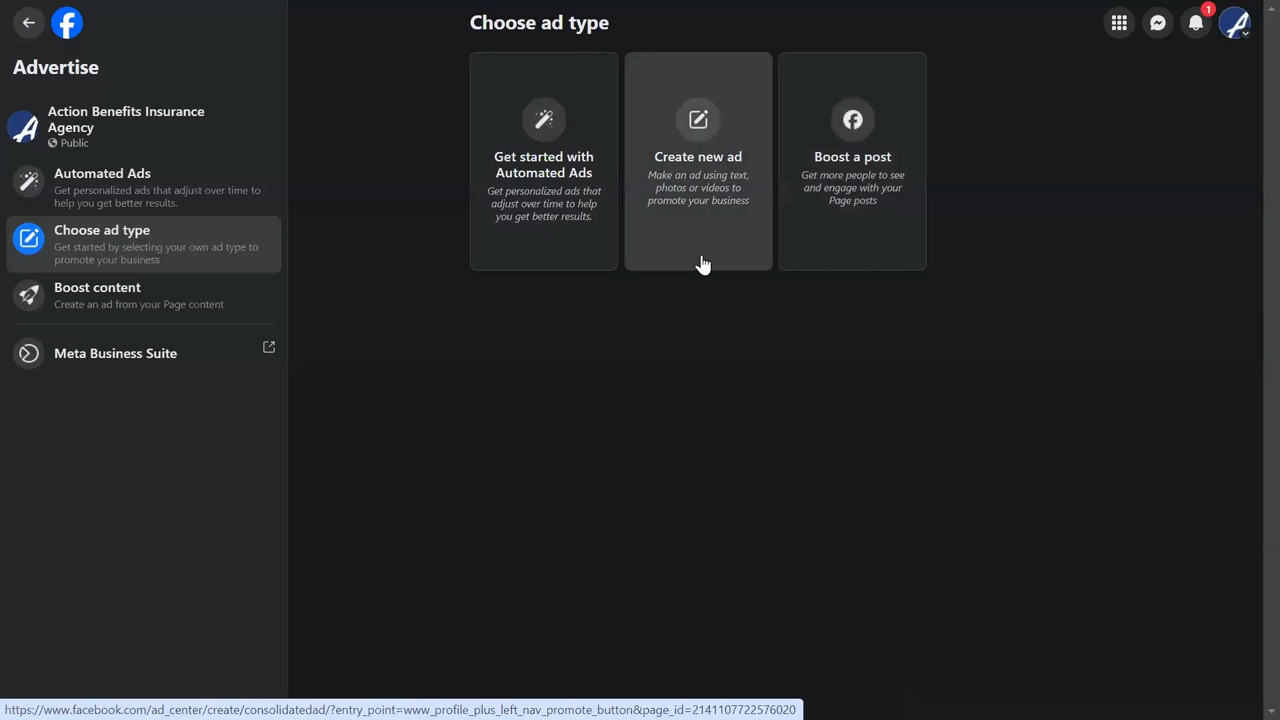 Advertise
Action Benefits Insurance
Agency
Public
Automated Ads
Get personalized ads that adjust over time to
help you get better results.
Choose ad type
Get started by selecting your own ad type to
promote your business
Boost content
Create an ad from your Page content
Meta Business Suite
Choose ad type
1
Get started with
Automated Ads
Get personalized ads that
adjust over time to help
you get better results.
Create new ad
Make an ad using text,
photos or videos to
promote your business
Boost a post
Get more people to see
and engage with your
Page posts
https://www.facebook.com/ad_center/create/consolidatedad/?entry_point=www_profile_plus_left_nav_promote_button&page_id=2141107722576020